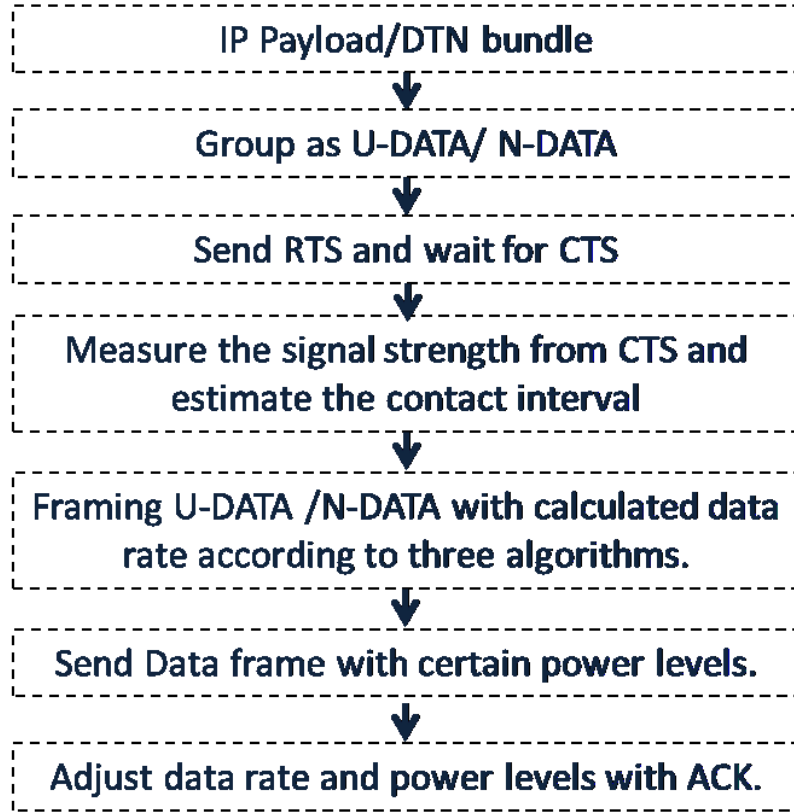 IP Payload/DTN bundle
Group as U-DATA/ N-DATA
Send RTS and wait for CTS
Measure the signal strength from CTS and
estimate the contact interval
Framing U-DATA /N-DATA with calculated data
rate according to three algorithms.
Send Data frame with certain power levels.
Adjust data rate and power levels with ACK.